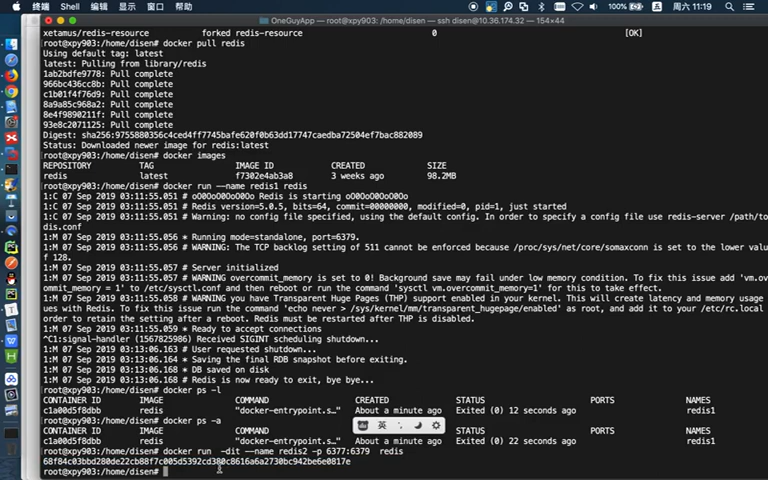 终端 Shell 编辑 显示 窗口 帮助 100% 周六 11:19
OneGuyApp — root@xpy903: /home/disen — ssh disen@10.36.174.32 — 154×44
xetamus/redis-resource forked redis-resource 0 [OK]
root@xpy903:/home/disen# docker pull redis
Using default tag: latest
latest: Pulling from library/redis
1ab2bdfe9778: Pull complete
966bc436cc8b: Pull complete
c1b01f4f76d9: Pull complete
8a9a85c968a2: Pull complete
8e4f9890211f: Pull complete
93e8c2071125: Pull complete
Digest: sha256:9755880356c4ced4ff7745bafe620f0b63dd17747caedba72504ef7bac882089
Status: Downloaded newer image for redis:latest
root@xpy903:/home/disen# docker images
REPOSITORY TAG IMAGE ID CREATED SIZE
redis latest f7302e4ab3a8 3 weeks ago 98.2MB
root@xpy903:/home/disen# docker run --name redis1 redis
1:C 07 Sep 2019 03:11:55.051 # oO0OoO0OoO0Oo Redis is starting oO0OoO0OoO0Oo
1:C 07 Sep 2019 03:11:55.051 # Redis version=5.0.5, bits=64, commit=00000000, modified=0, pid=1, just started
1:C 07 Sep 2019 03:11:55.051 # Warning: no config file specified, using the default config. In order to specify a config file use redis-server /path/to
dis.conf
1:M 07 Sep 2019 03:11:55.056 * Running mode=standalone, port=6379.
1:M 07 Sep 2019 03:11:55.056 # WARNING: The TCP backlog setting of 511 cannot be enforced because /proc/sys/net/core/somaxconn is set to the lower valu
f 128.
1:M 07 Sep 2019 03:11:55.057 # Server initialized
1:M 07 Sep 2019 03:11:55.057 # WARNING overcommit_memory is set to 0! Background save may fail under low memory condition. To fix this issue add 'vm.ov
ommit_memory = 1' to /etc/sysctl.conf and then reboot or run the command 'sysctl vm.overcommit_memory=1' for this to take effect.
1:M 07 Sep 2019 03:11:55.058 # WARNING you have Transparent Huge Pages (THP) support enabled in your kernel. This will create latency and memory usage
ues with Redis. To fix this issue run the command 'echo never > /sys/kernel/mm/transparent_hugepage/enabled' as root, and add it to your /etc/rc.local
order to retain the setting after a reboot. Redis must be restarted after THP is disabled.
1:M 07 Sep 2019 03:11:55.059 * Ready to accept connections
^C1:signal-handler (1567825986) Received SIGINT scheduling shutdown...
1:M 07 Sep 2019 03:13:06.163 # User requested shutdown...
1:M 07 Sep 2019 03:13:06.164 * Saving the final RDB snapshot before exiting.
1:M 07 Sep 2019 03:13:06.168 * DB saved on disk
1:M 07 Sep 2019 03:13:06.168 # Redis is now ready to exit, bye bye...
root@xpy903:/home/disen# docker ps -l
CONTAINER ID IMAGE COMMAND CREATED STATUS PORTS NAMES
c1a00d5f8dbb redis "docker-entrypoint.s…" About a minute ago Exited (0) 12 seconds ago redis1
root@xpy903:/home/disen# docker ps -a
CONTAINER ID IMAGE COMMAND CREATED STATUS PORTS NAMES
c1a00d5f8dbb redis "docker-entrypoint.s…" About a minute ago Exited (0) 22 seconds ago redis1
英
root@xpy903:/home/disen# docker run -dit --name redis2 -p 6377:6379 redis
68f84c03bbd280de22cb88f7c005d5392cd380c8616a6a2730bc942be6e0817e
root@xpy903:/home/disen#